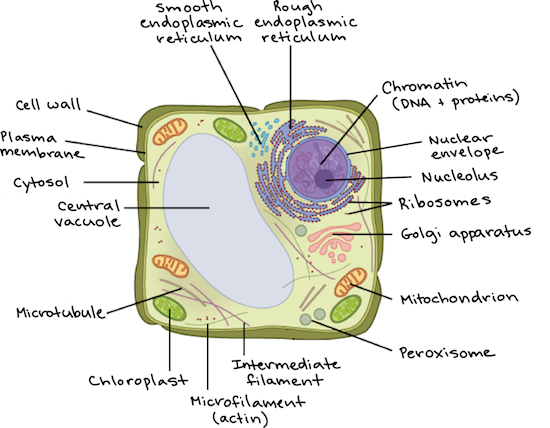 Smooth
endoplasmic
reticulum
Rough
endoplasmic
reticulum
Cell wall
Plasma
membrane
Cytosol
Central
vacuole
Chromatin
(DNA + proteins)
Nuclear
envelope
Nucleolus
Ribosomes
Golgi apparatus
Microtubule
Mitochondrion
Chloroplast
Microfilament
(actin)
Intermediate
filament
Peroxisome